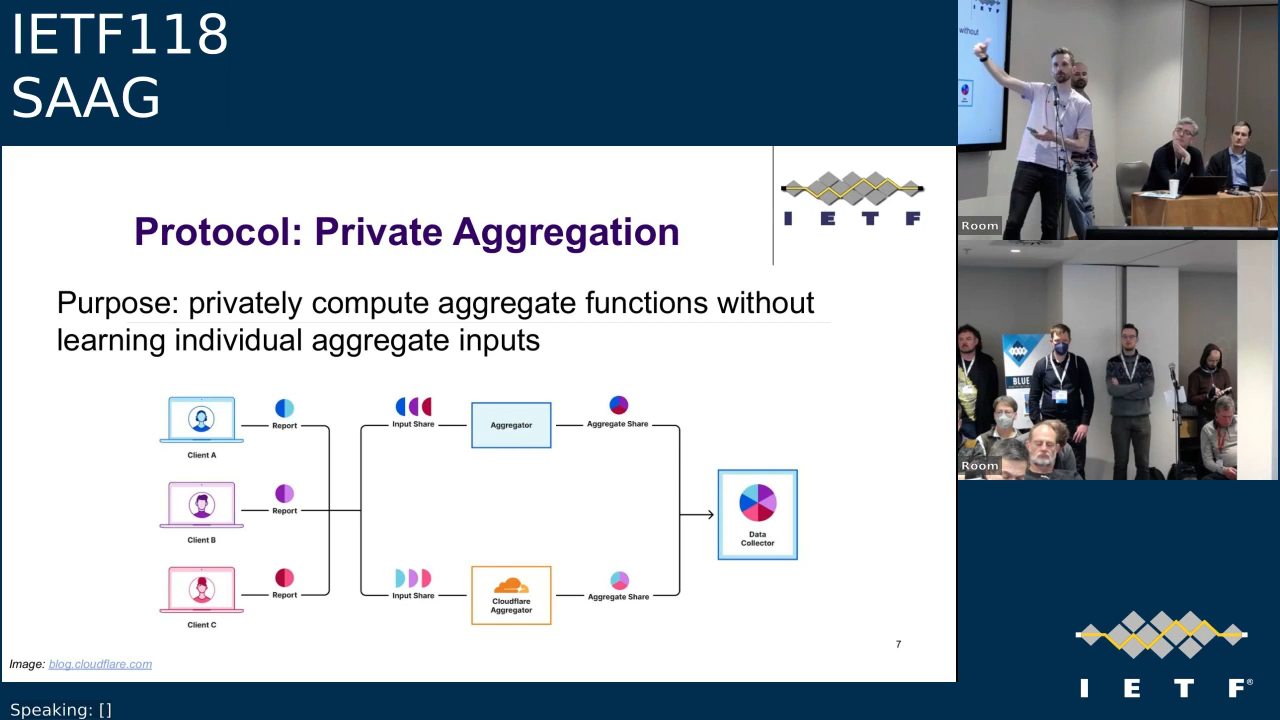 IETF118
SAAG
Protocol: Private Aggregation
I E T F
Purpose: privately compute aggregate functions without
learning individual aggregate inputs
Client A
Report
Input Share
Aggregator
Aggregate Share
Client B
Report
Data
Collector
Client C
Report
Input Share
Cloudflare
Aggregator
Aggregate Share
7
Image: blog.cloudflare.com
Speaking: []
without
Room
BLUE
Room
I E T F®